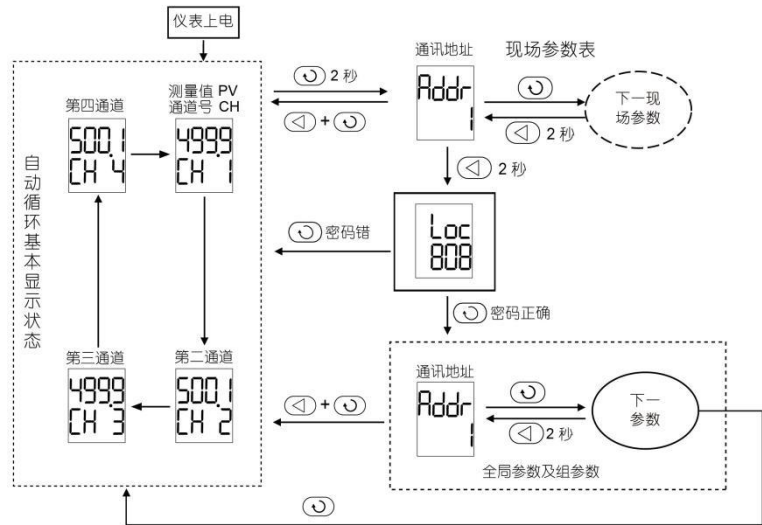 仪表上电
自动循环基本显示状态
第四通道
500.1
CH 4
测量值 PV
通道号 CH
499.9
CH 1
第三通道
499.9
CH 3
第二通道
500.1
CH 2
2 秒
+
通讯地址
Addr
1
现场参数表
2 秒
下一现
场参数
2 秒
密码错
Loc
808
密码正确
+
通讯地址
Addr
1
2 秒
下一
参数
全局参数及组参数